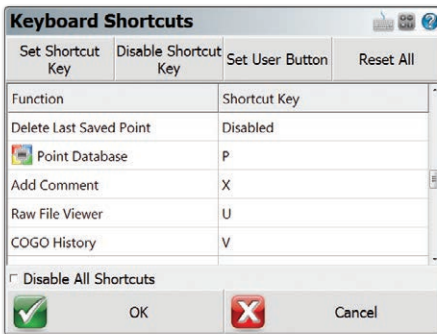 Keyboard Shortcuts
Set Shortcut Key
Disable Shortcut Key
Set User Button
Reset All
Function Shortcut Key
Delete Last Saved Point Disabled
Point Database P
Add Comment X
Raw File Viewer U
COGO History V
Disable All Shortcuts
OK Cancel